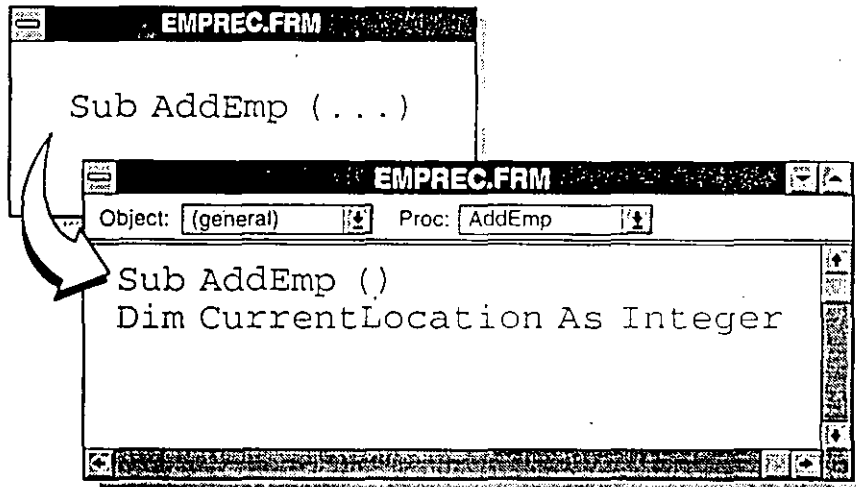 EMPREC.FRM
Sub AddEmp (...)
EMPREC.FRM
Object: (general) Proc: AddEmp
Sub AddEmp ()
Dim CurrentLocation As Integer